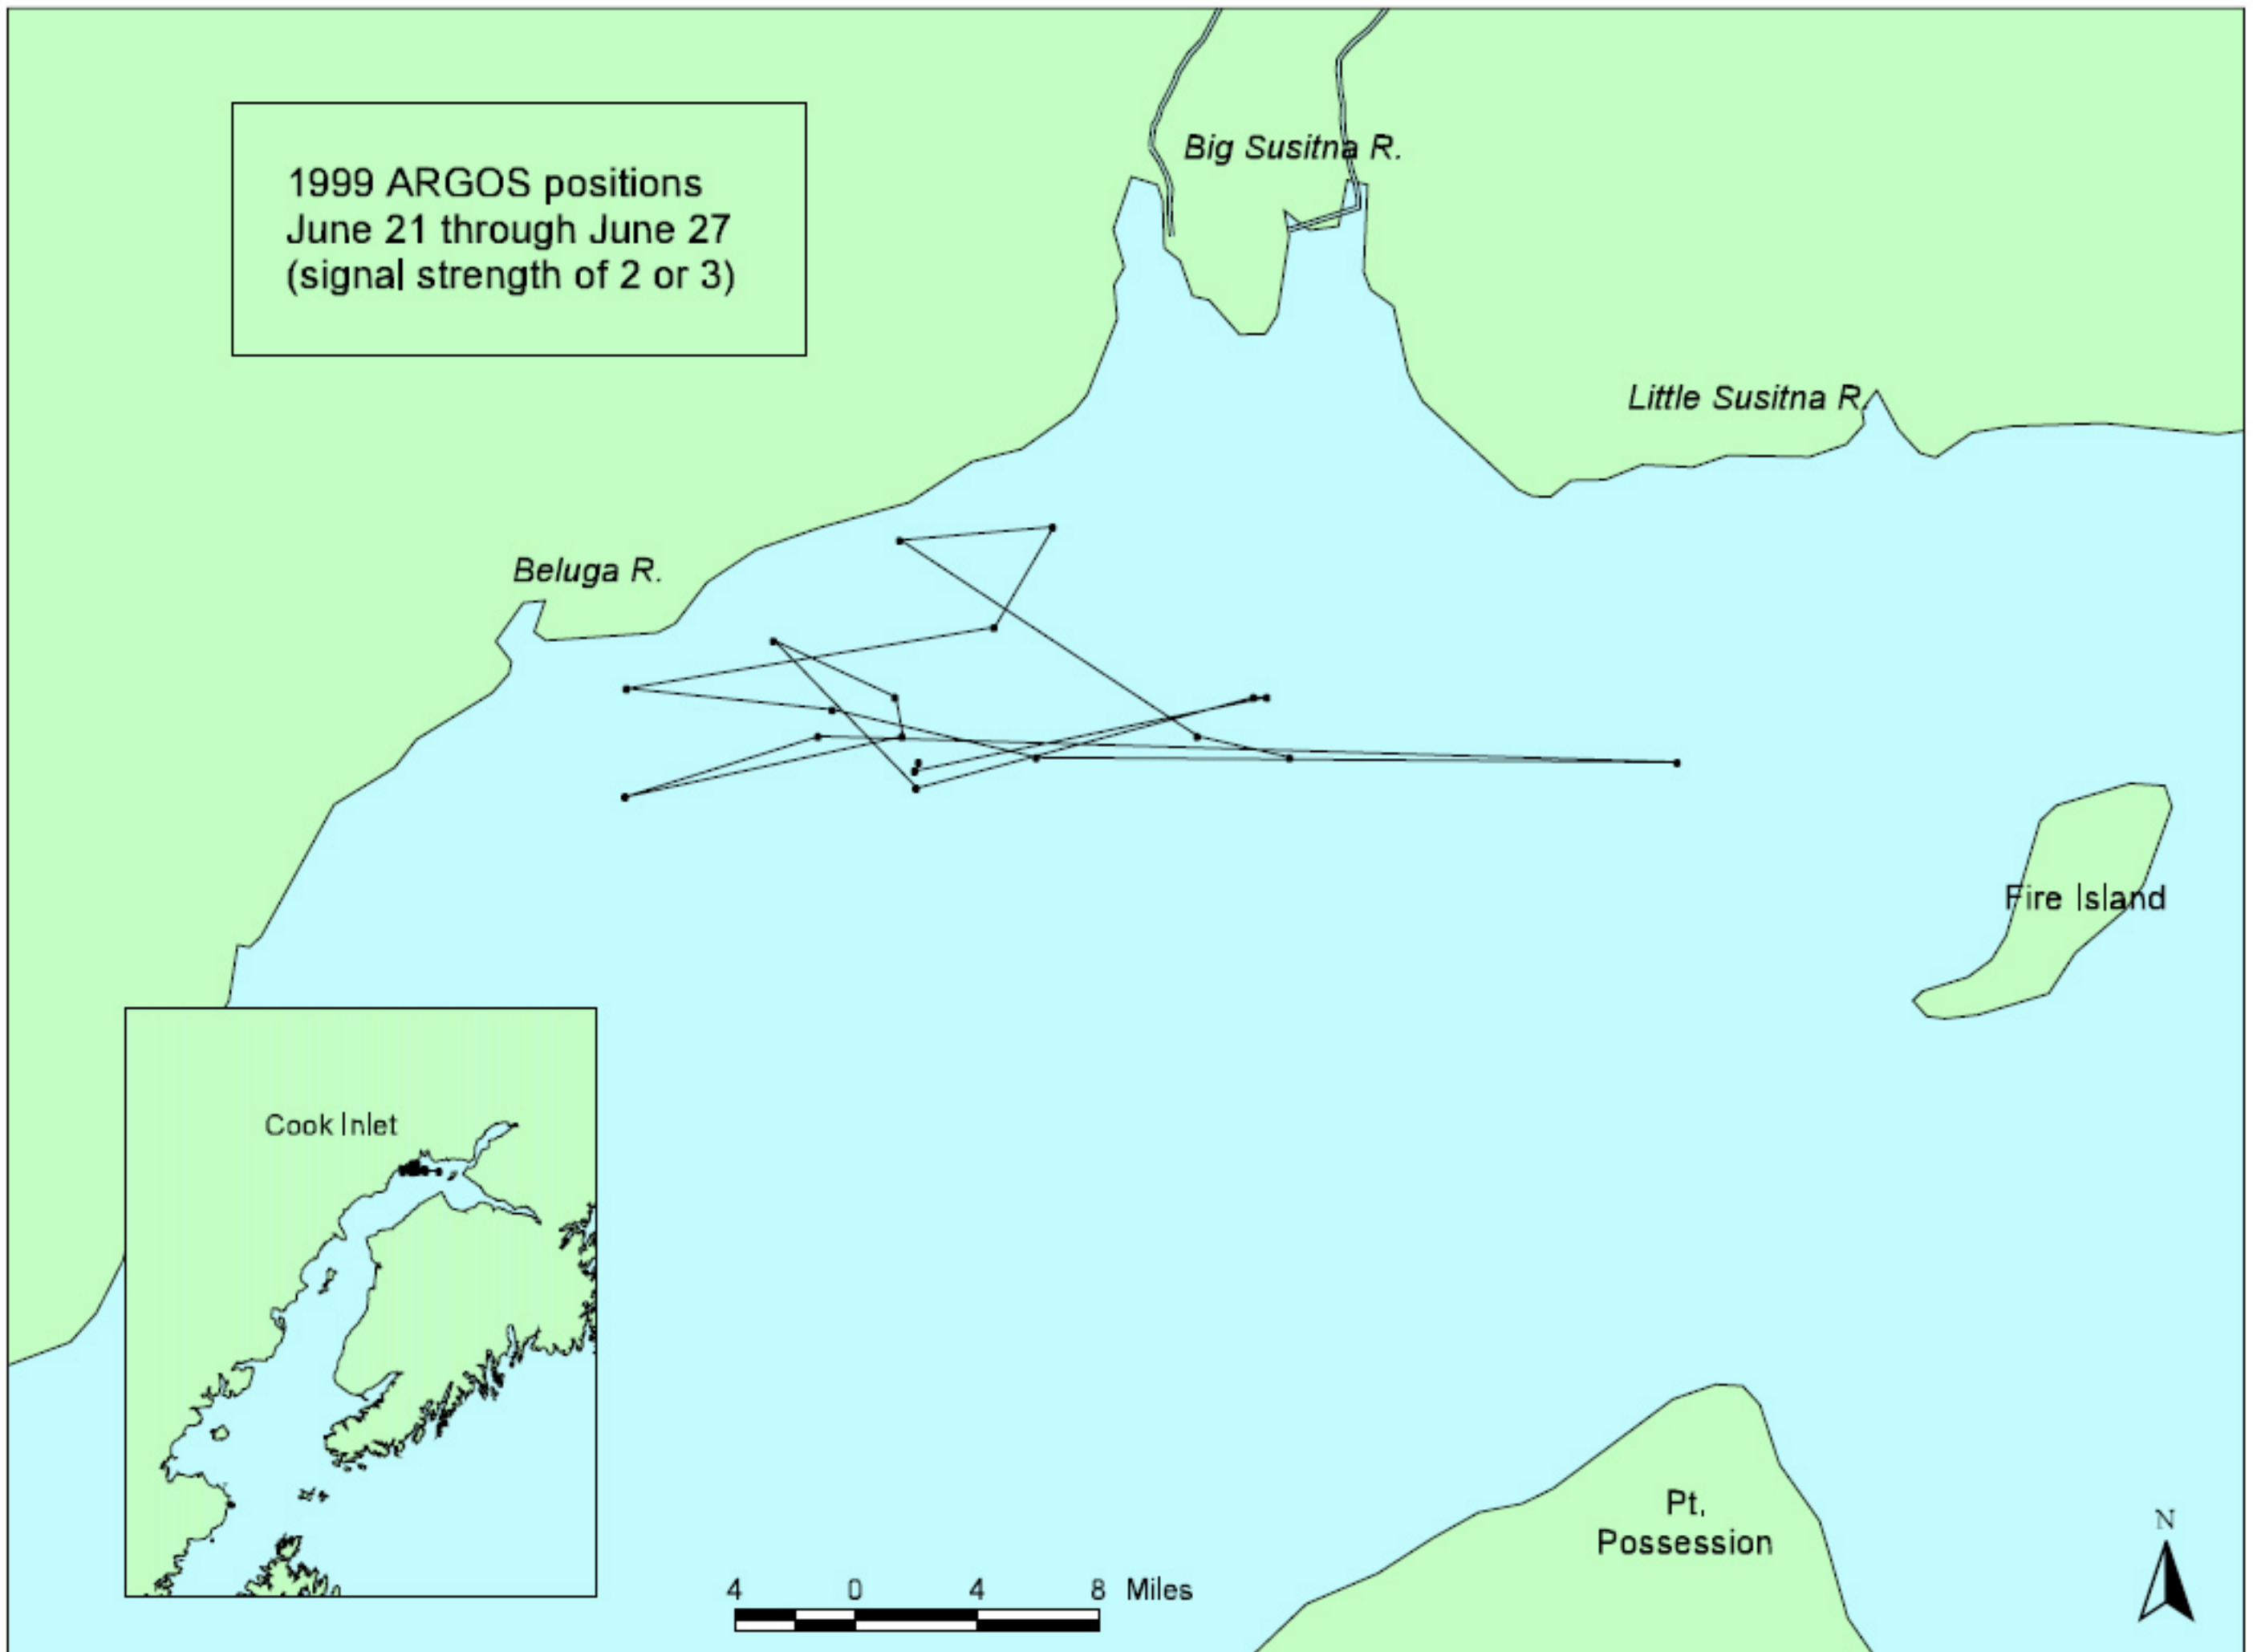 Big Susitna R.
1999 ARGOS positions
June 21 through June 27
(signal strength of 2 or 3)
Little Susitna R.
Beluga R.
Fire Island
Cook Inlet
Pt.
Possession
N
4 0 4 8 Miles